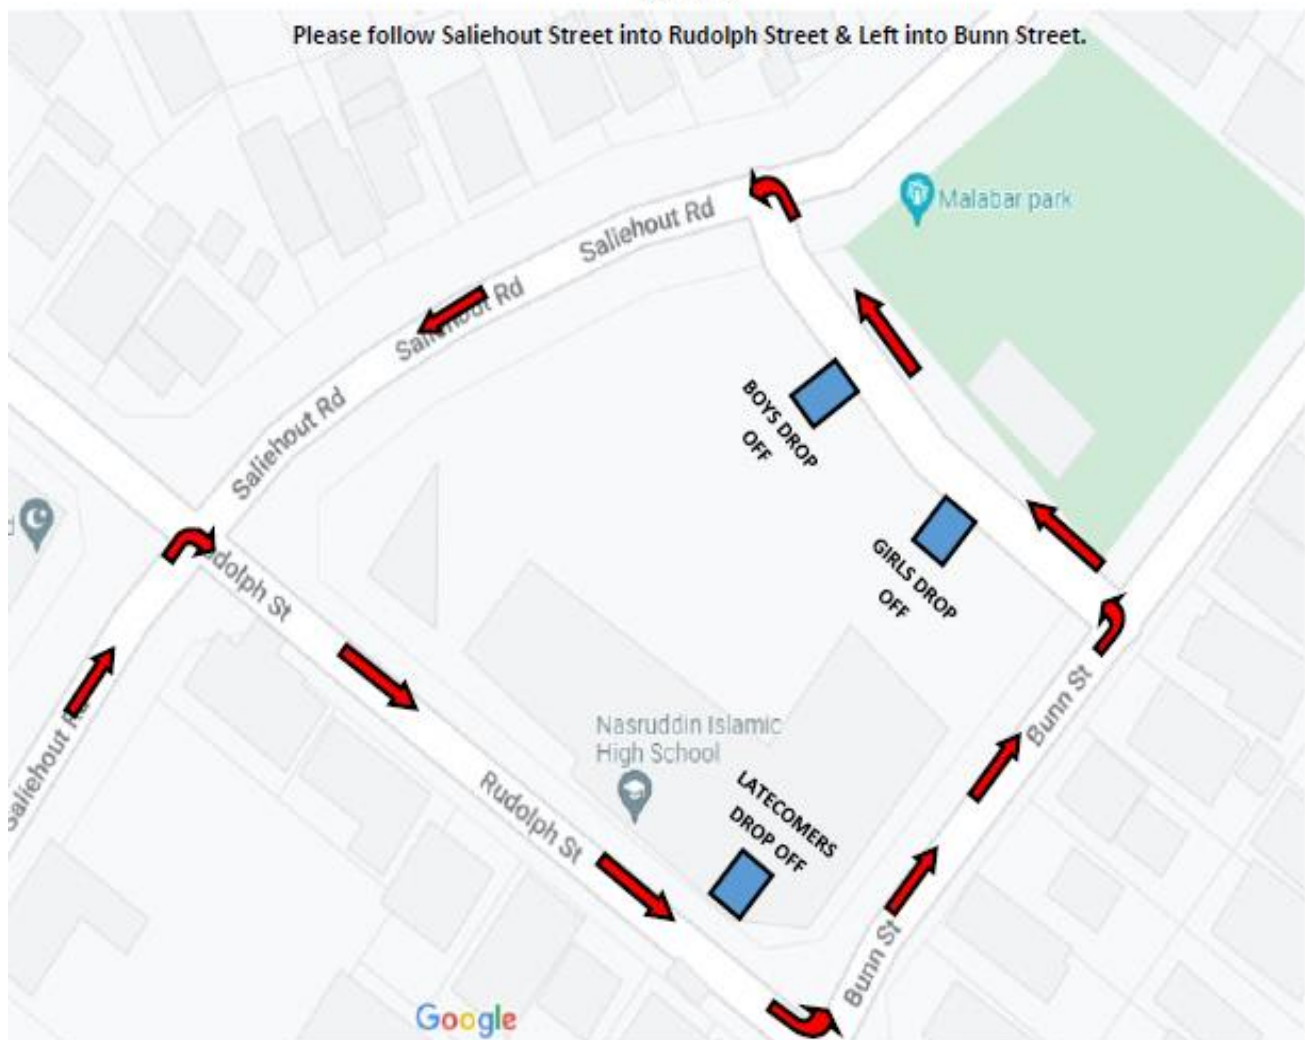 Please follow Saliehout Street into Rudolph Street & Left into Bunn Street.
Malabar park
Saliehout Rd
Saliehout Rd
Saliehout Rd
BOYS DROP
OFF
GIRLS DROP
OFF
Rudolph St
Saliehout Rd
Bunn St
Nasruddin Islamic
High School
LATECOMERS
DROP OFF
Rudolph St
Bunn St
Google